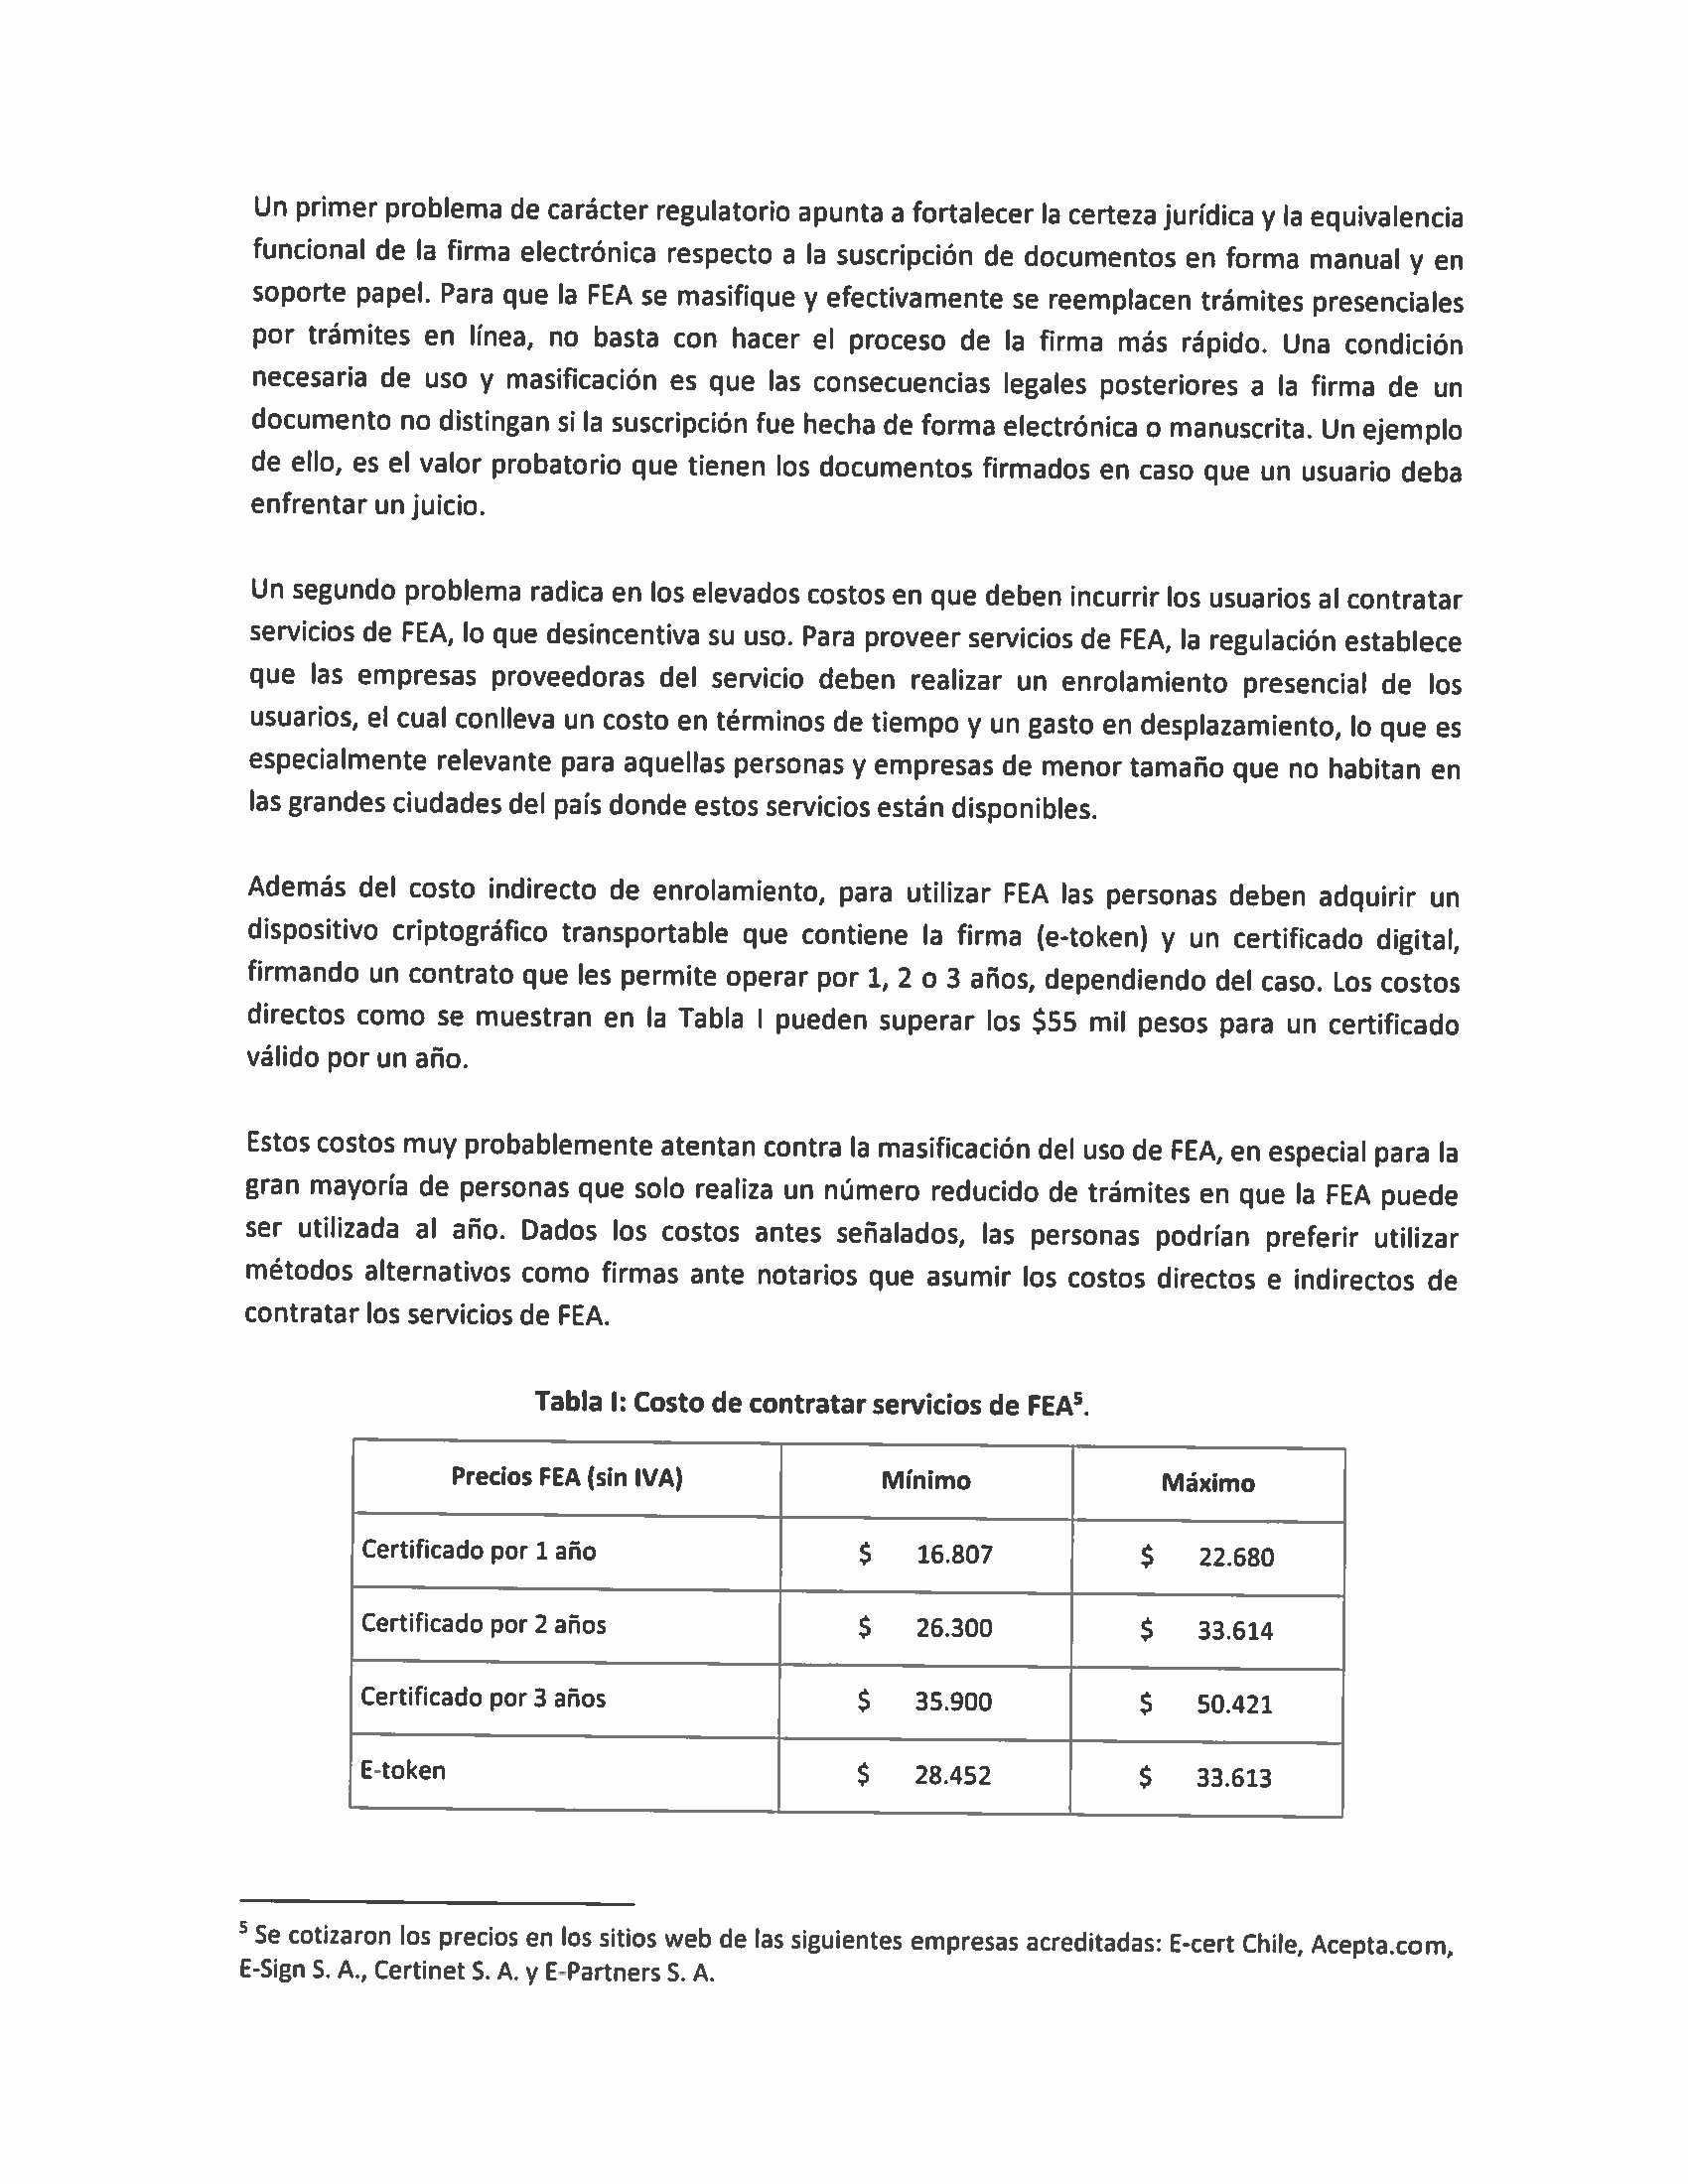 Un primer problema de carácter regulatorio apunta a fortalecer la certeza jurídica y la equivalencia
funcional de la firma electrónica respecto a la suscripción de documentos en forma manual y en
soporte papel. Para que la FEA se masifique y efectivamente se reemplacen trámites presenciales
por trámites en línea, no basta con hacer el proceso de la firma más rápido. Una condición
necesaria de uso y masificación es que las consecuencias legales posteriores a la firma de un
documento no distingan si la suscripción fue hecha de forma electrónica o manuscrita. Un ejemplo
de ello, es el valor probatorio que tienen los documentos firmados en caso que un usuario deba
enfrentar un juicio.
Un segundo problema radica en los elevados costos en que deben incurrir los usuarios al contratar
servicios de FEA, lo que desincentiva su uso. Para proveer servicios de FEA, la regulación establece
que las empresas proveedoras del servicio deben realizar un enrolamiento presencial de los
usuarios, el cual conlleva un costo en términos de tiempo y un gasto en desplazamiento, lo que es
especialmente relevante para aquellas personas y empresas de menor tamaño que no habitan en
las grandes ciudades del país donde estos servicios están disponibles.
Además del costo indirecto de enrolamiento, para utilizar FEA las personas deben adquirir un
dispositivo criptográfico transportable que contiene la firma (e-token) y un certificado digital,
firmando un contrato que les permite operar por 1, 2 o 3 años, dependiendo del caso. Los costos
directos como se muestran en la Tabla I pueden superar los $55 mil pesos para un certificado
válido por un año.
Estos costos muy probablemente atentan contra la masificación del uso de FEA, en especial para la
gran mayoría de personas que solo realiza un número reducido de trámites en que la FEA puede
ser utilizada al año. Dados los costos antes señalados, las personas podrían preferir utilizar
métodos alternativos como firmas ante notarios que asumir los costos directos e indirectos de
contratar los servicios de FEA.
Tabla I: Costo de contratar servicios de FEA⁵.
Precios FEA (sin IVA) Mínimo Máximo
Certificado por 1 año $ 16.807 $ 22.680
Certificado por 2 años $ 26.300 $ 33.614
Certificado por 3 años $ 35.900 $ 50.421
E-token $ 28.452 $ 33.613
⁵ Se cotizaron los precios en los sitios web de las siguientes empresas acreditadas: E-cert Chile, Acepta.com,
E-Sign S. A., Certinet S. A. y E-Partners S. A.